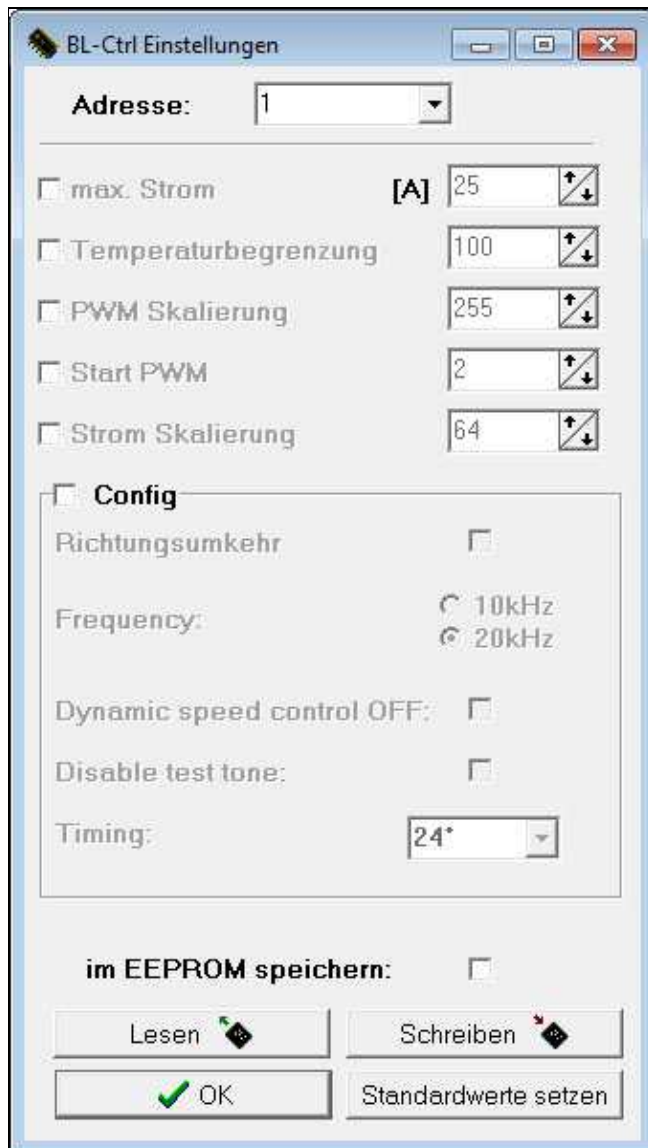 BL-Ctrl Einstellungen
Adresse: 1
max. Strom [A] 25
Temperaturbegrenzung 100
PWM Skalierung 255
Start PWM 2
Strom Skalierung 64
Config
Richtungsumkehr
Frequency: 10kHz
20kHz
Dynamic speed control OFF:
Disable test tone:
Timing: 24°
im EEPROM speichern:
Lesen Schreiben
OK Standardwerte setzen